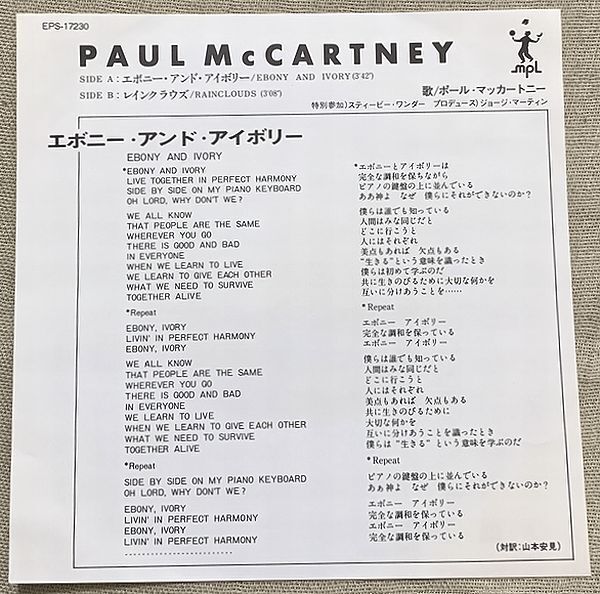 EPS-17230
PAUL McCARTNEY
MPL
SIDE A：エボニー・アンド・アイボリー/EBONY AND IVORY(3'42")
SIDE B：レインクラウズ/RAINCLOUDS (3'08")
歌/ポール・マッカートニー
特別参加)スティービー・ワンダー プロデュース)ジョージ・マーティン
エボニー・アンド・アイボリー
EBONY AND IVORY
*EBONY AND IVORY
LIVE TOGETHER IN PERFECT HARMONY
SIDE BY SIDE ON MY PIANO KEYBOARD
OH LORD, WHY DON'T WE?
WE ALL KNOW
THAT PEOPLE ARE THE SAME
WHEREVER YOU GO
THERE IS GOOD AND BAD
IN EVERYONE
WHEN WE LEARN TO LIVE
WE LEARN TO GIVE EACH OTHER
WHAT WE NEED TO SURVIVE
TOGETHER ALIVE
*Repeat
EBONY, IVORY
LIVIN' IN PERFECT HARMONY
EBONY, IVORY
WE ALL KNOW
THAT PEOPLE ARE THE SAME
WHEREVER YOU GO
THERE IS GOOD AND BAD
IN EVERYONE
WE LEARN TO LIVE
WHEN WE LEARN TO GIVE EACH OTHER
WHAT WE NEED TO SURVIVE
TOGETHER ALIVE
*Repeat
SIDE BY SIDE ON MY PIANO KEYBOARD
OH LORD, WHY DON'T WE?
EBONY, IVORY
LIVIN' IN PERFECT HARMONY
EBONY, IVORY
LIVIN' IN PERFECT HARMONY
*エボニーとアイボリーは
完全な調和を保ちながら
ピアノの鍵盤の上に並んでいる
ああ神よ なぜ 僕らにそれができないのか？
僕らは誰でも知っている
人間はみな同じだと
どこに行こうと
人にはそれぞれ
美点もあれば 欠点もある
"生きる"という意味を識ったとき
僕らは初めて学ぶのだ
共に生きのびるために大切な何かを
互いに分けあうことを……
*Repeat
エボニー アイボリー
完全な調和を保っている
エボニー アイボリー
僕らは誰でも知っている
人間はみな同じだと
どこに行こうと
人にはそれぞれ
美点もあれば 欠点もある
共に生きのびるために
大切な何かを
互いに分けあうことを識ったとき
僕らは"生きる"という意味を学ぶのだ
*Repeat
ピアノの鍵盤の上に並んでいる
あぁ神よ なぜ 僕らにそれができないのか？
エボニー アイボリー
完全な調和を保っている
エボニー アイボリー
完全な調和を保っている
(対訳：山本安見)